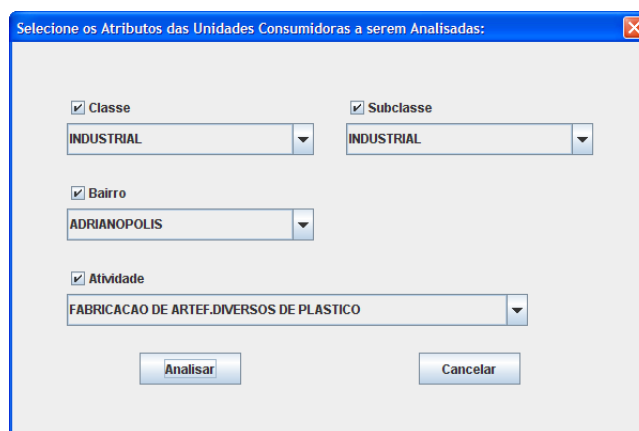 Selecione os Atributos das Unidades Consumidoras a serem Analisadas:
Classe
Subclasse
INDUSTRIAL
INDUSTRIAL
Bairro
ADRIANOPOLIS
Atividade
FABRICACAO DE ARTEF.DIVERSOS DE PLASTICO
Analisar
Cancelar